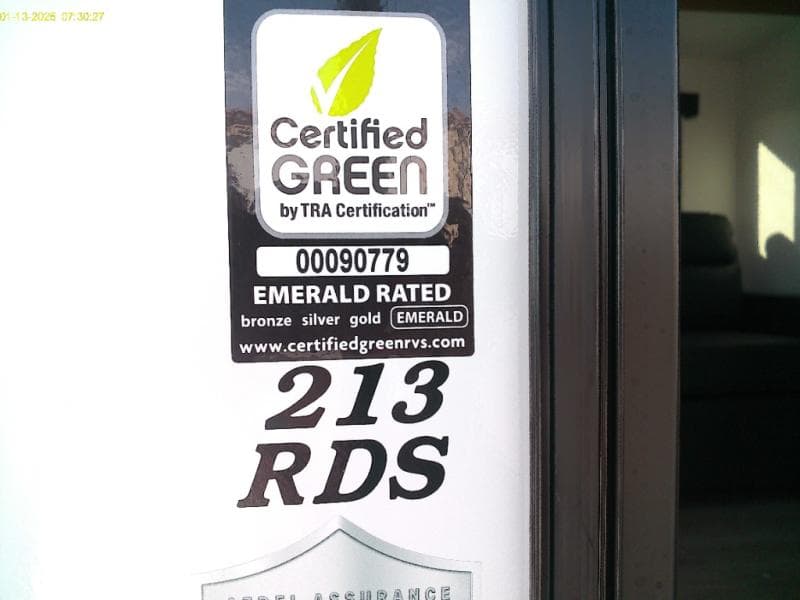 01-13-2026 07:30:27
Certified
GREEN
by TRA Certification™
00090779
EMERALD RATED
bronze silver gold EMERALD
www.certifiedgreenrvs.com
213
RDS
ASSURANCE